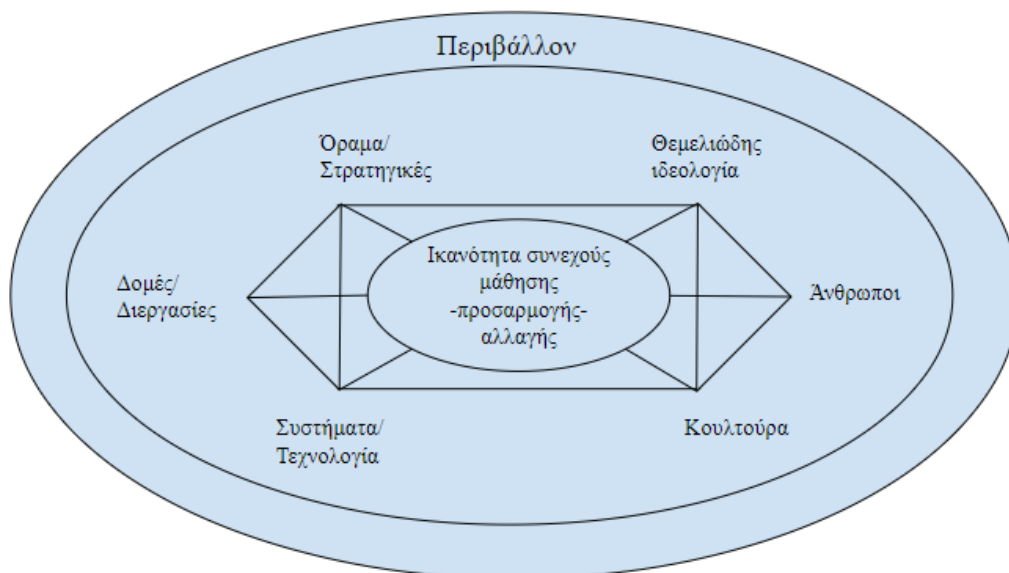 Περιβάλλον
Όραμα/
Στρατηγικές
Θεμελιώδης
ιδεολογία
Ικανότητα συνεχούς
μάθησης
-προσαρμογής-
αλλαγής
Δομές/
Διεργασίες
Άνθρωποι
Συστήματα/
Τεχνολογία
Κουλτούρα